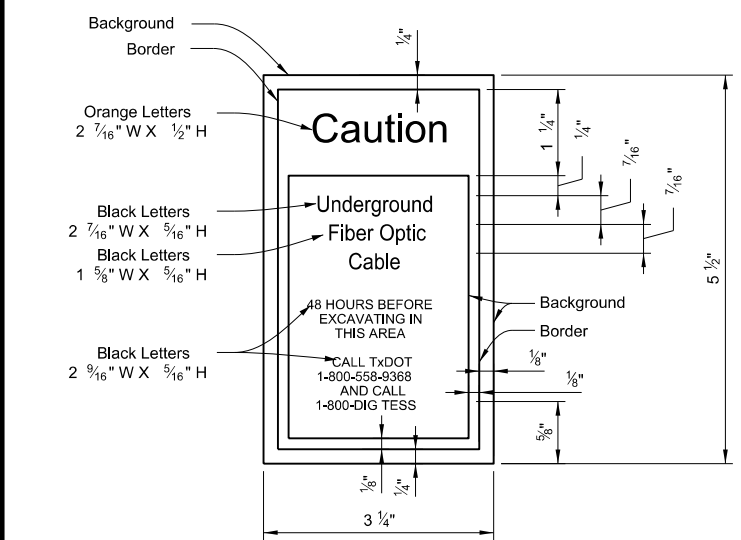 Background
Border
Orange Letters
2 7/16" W X 1/2" H
Black Letters
2 7/16" W X 5/16" H
Black Letters
1 5/8" W X 5/16" H
Black Letters
2 9/16" W X 5/16" H
Caution
Underground
Fiber Optic
Cable
48 HOURS BEFORE
EXCAVATING IN
THIS AREA
CALL TxDOT
1-800-558-9368
AND CALL
1-800-DIG TESS
1/4"
1 1/4"
1/4"
7/16"
7/16"
5 1/2"
Background
Border
1/8"
1/8"
5/8"
1/8"
1/4"
3 1/4"